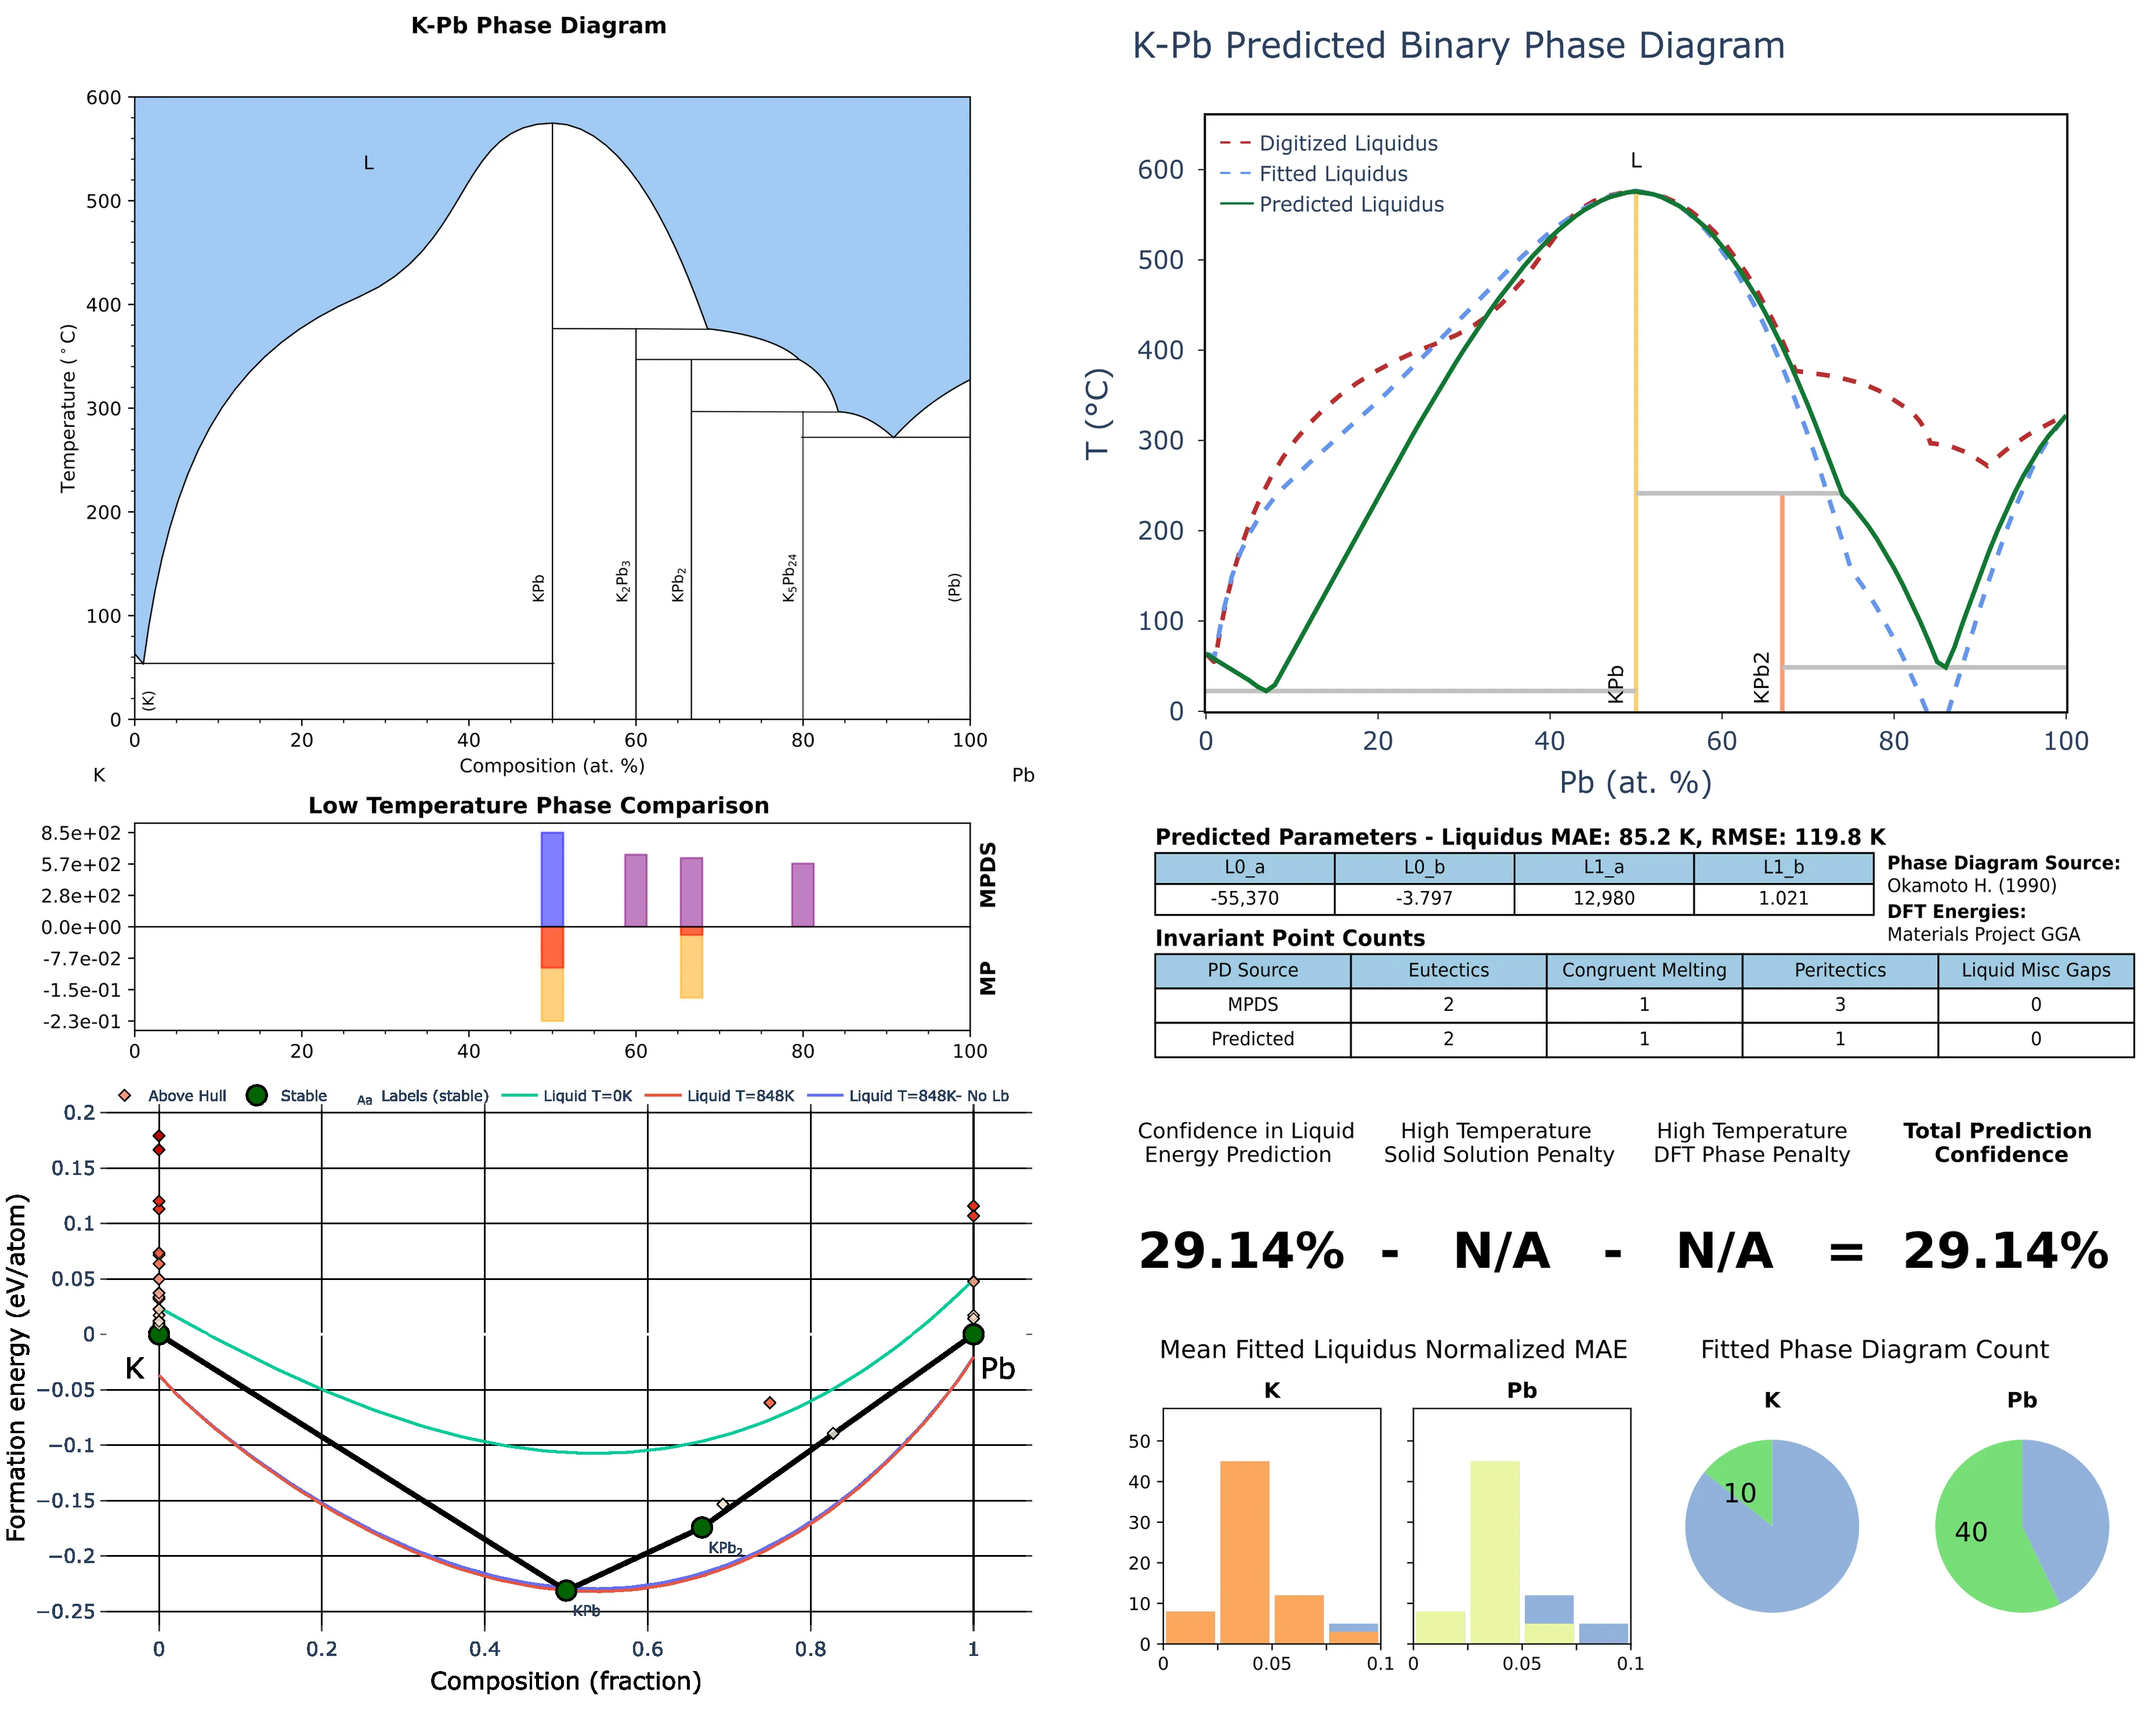 K-Pb Phase Diagram
600
500
400
300
200
100
0
Temperature (°C)
L
(K)
KPb
K₂Pb₃
KPb₂
K₅Pb₂₄
(Pb)
0 20 40 60 80 100
Composition (at. %)
K
Pb
Low Temperature Phase Comparison
8.5e+02
5.7e+02
2.8e+02
0.0e+00
-7.7e-02
-1.5e-01
-2.3e-01
MPDS
MP
0 20 40 60 80 100
Above Hull Stable Aa Labels (stable) Liquid T=0K Liquid T=848K Liquid T=848K- No Lb
0.2
0.15
0.1
0.05
0
−0.05
−0.1
−0.15
−0.2
−0.25
Formation energy (eV/atom)
K
Pb
KPb₂
KPb
0 0.2 0.4 0.6 0.8 1
Composition (fraction)
K-Pb Predicted Binary Phase Diagram
Digitized Liquidus
Fitted Liquidus
Predicted Liquidus
L
600
500
400
300
200
100
0
T (°C)
KPb
KPb2
0 20 40 60 80 100
Pb (at. %)
Predicted Parameters - Liquidus MAE: 85.2 K, RMSE: 119.8 K
L0_a L0_b L1_a L1_b
-55,370 -3.797 12,980 1.021
Phase Diagram Source:
Okamoto H. (1990)
DFT Energies:
Materials Project GGA
Invariant Point Counts
PD Source Eutectics Congruent Melting Peritectics Liquid Misc Gaps
MPDS 2 1 3 0
Predicted 2 1 1 0
Confidence in Liquid
Energy Prediction
High Temperature
Solid Solution Penalty
High Temperature
DFT Phase Penalty
Total Prediction
Confidence
29.14% - N/A - N/A = 29.14%
Mean Fitted Liquidus Normalized MAE
K
Pb
50
40
30
20
10
0
0 0.05 0.1
0 0.05 0.1
Fitted Phase Diagram Count
K
Pb
10
40